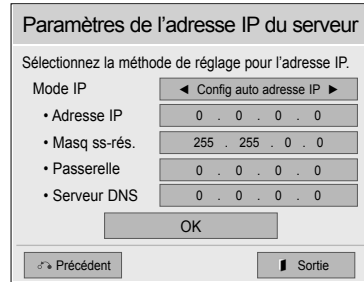 Paramètres de l'adresse IP du serveur
Sélectionnez la méthode de réglage pour l'adresse IP.
Mode IP ◄ Config auto adresse IP ►
• Adresse IP 0 . 0 . 0 . 0
• Masq ss-rés. 255 . 255 . 0 . 0
• Passerelle 0 . 0 . 0 . 0
• Serveur DNS 0 . 0 . 0 . 0
OK
Précédent Sortie